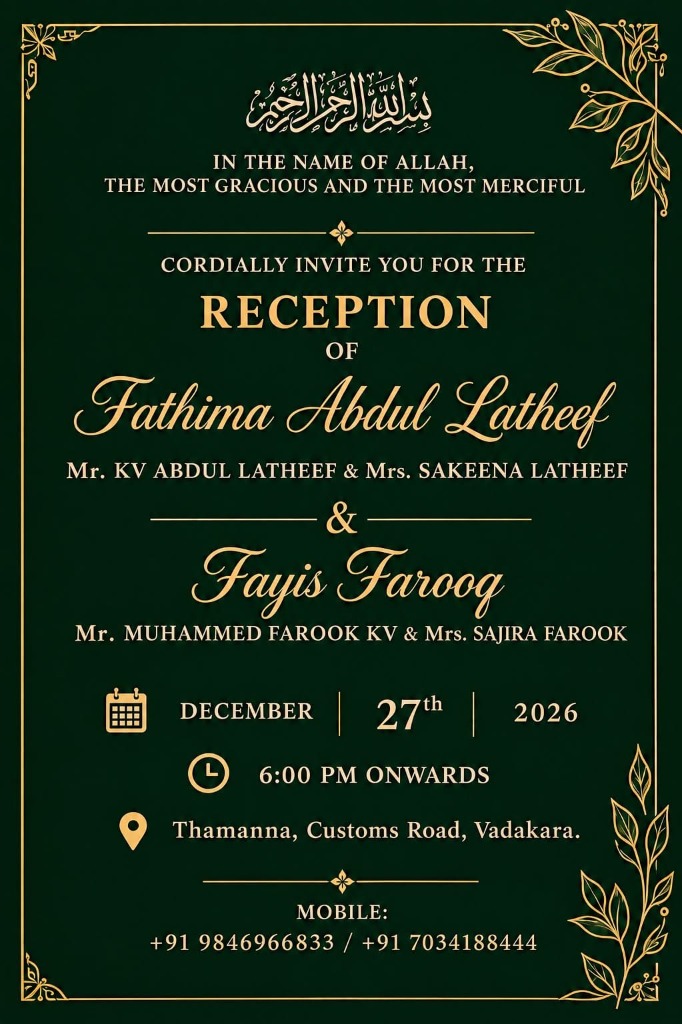 بسم الله الرحمن الرحيم
IN THE NAME OF ALLAH,
THE MOST GRACIOUS AND THE MOST MERCIFUL
CORDIALLY INVITE YOU FOR THE
RECEPTION
OF
Fathima Abdul Latheef
Mr. KV ABDUL LATHEEF & Mrs. SAKEENA LATHEEF
&
Fayis Farooq
Mr. MUHAMMED FAROOK KV & Mrs. SAJIRA FAROOK
DECEMBER 27th 2026
6:00 PM ONWARDS
Thamanna, Customs Road, Vadakara.
MOBILE:
+91 9846966833 / +91 7034188444